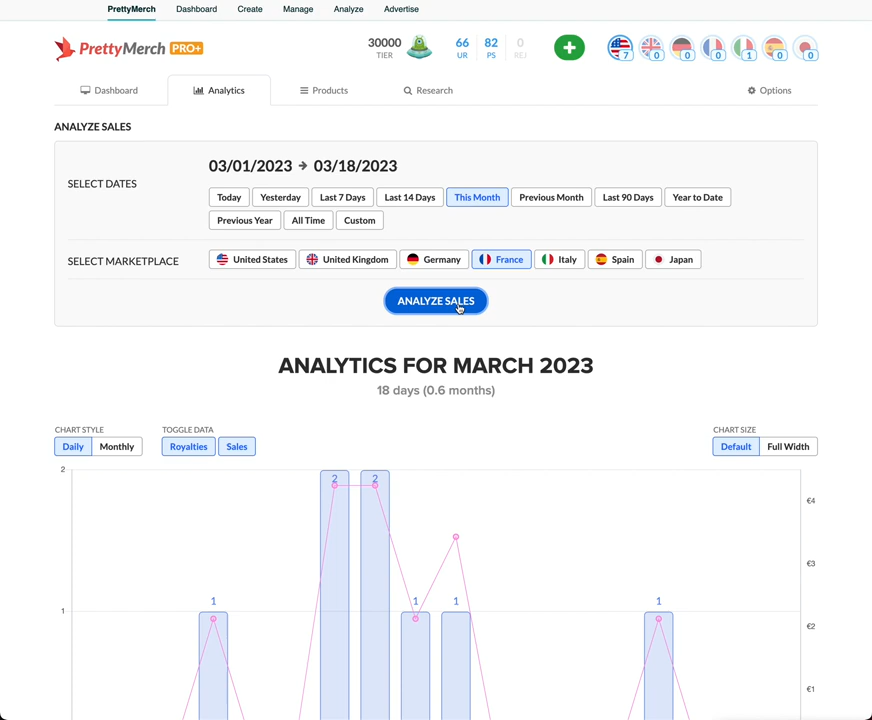 PrettyMerch Dashboard Create Manage Analyze Advertise
PrettyMerch PRO+
30000 TIER
66 UR
82 PS
0 REJ
7 0 0 0 1 0 0
Dashboard Analytics Products Research Options
ANALYZE SALES
SELECT DATES
03/01/2023 → 03/18/2023
Today Yesterday Last 7 Days Last 14 Days This Month Previous Month Last 90 Days Year to Date
Previous Year All Time Custom
SELECT MARKETPLACE
United States United Kingdom Germany France Italy Spain Japan
ANALYZE SALES
ANALYTICS FOR MARCH 2023
18 days (0.6 months)
CHART STYLE TOGGLE DATA CHART SIZE
Daily Monthly Royalties Sales Default Full Width
2
2 2
€4
€3
1 1 1 1
1
€2
€1